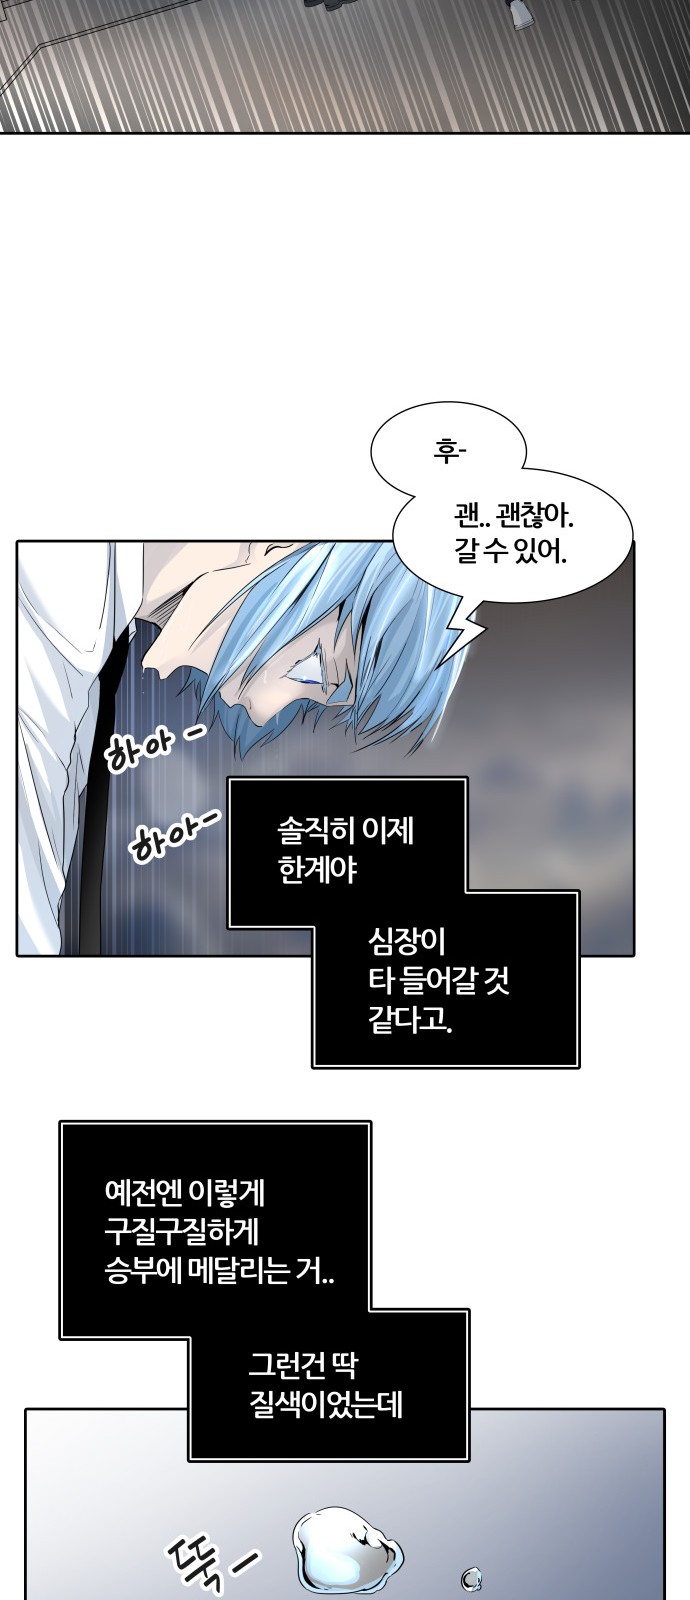 후-
괜.. 괜찮아.
갈 수 있어.
하아 -
하아-
솔직히 이제
한계야
심장이
타 들어갈 것
같다고.
예전엔 이렇게
구질구질하게
승부에 메달리는 거..
그런건 딱
질색이었는데
뚝-